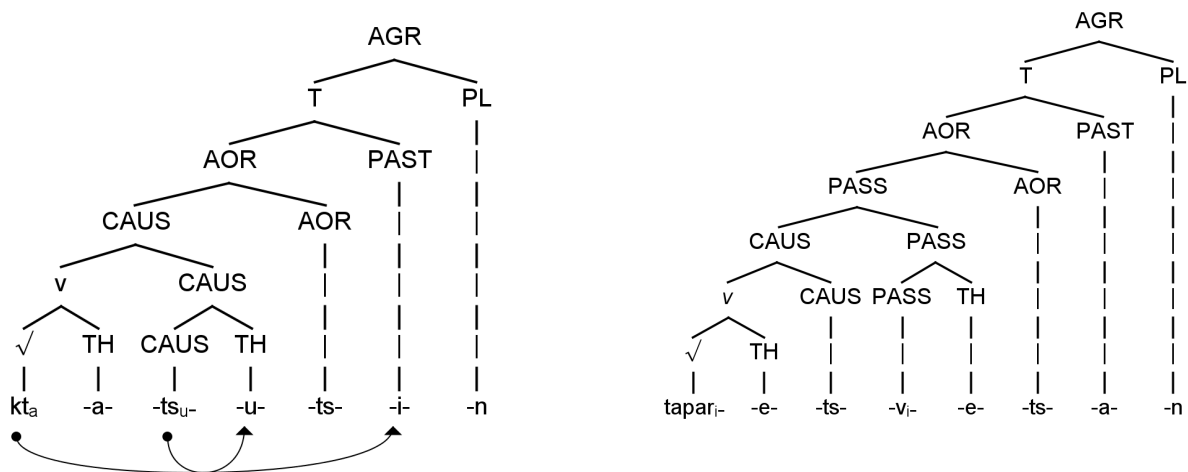 AGR
T PL
AOR PAST
CAUS AOR
v CAUS
√ TH CAUS TH
ktₐ -a- -tsᵤ- -u- -ts- -i- -n
AGR
T PL
AOR PAST
PASS AOR
CAUS PASS
v CAUS PASS TH
√ TH
taparᵢ- -e- -ts- -vᵢ- -e- -ts- -a- -n